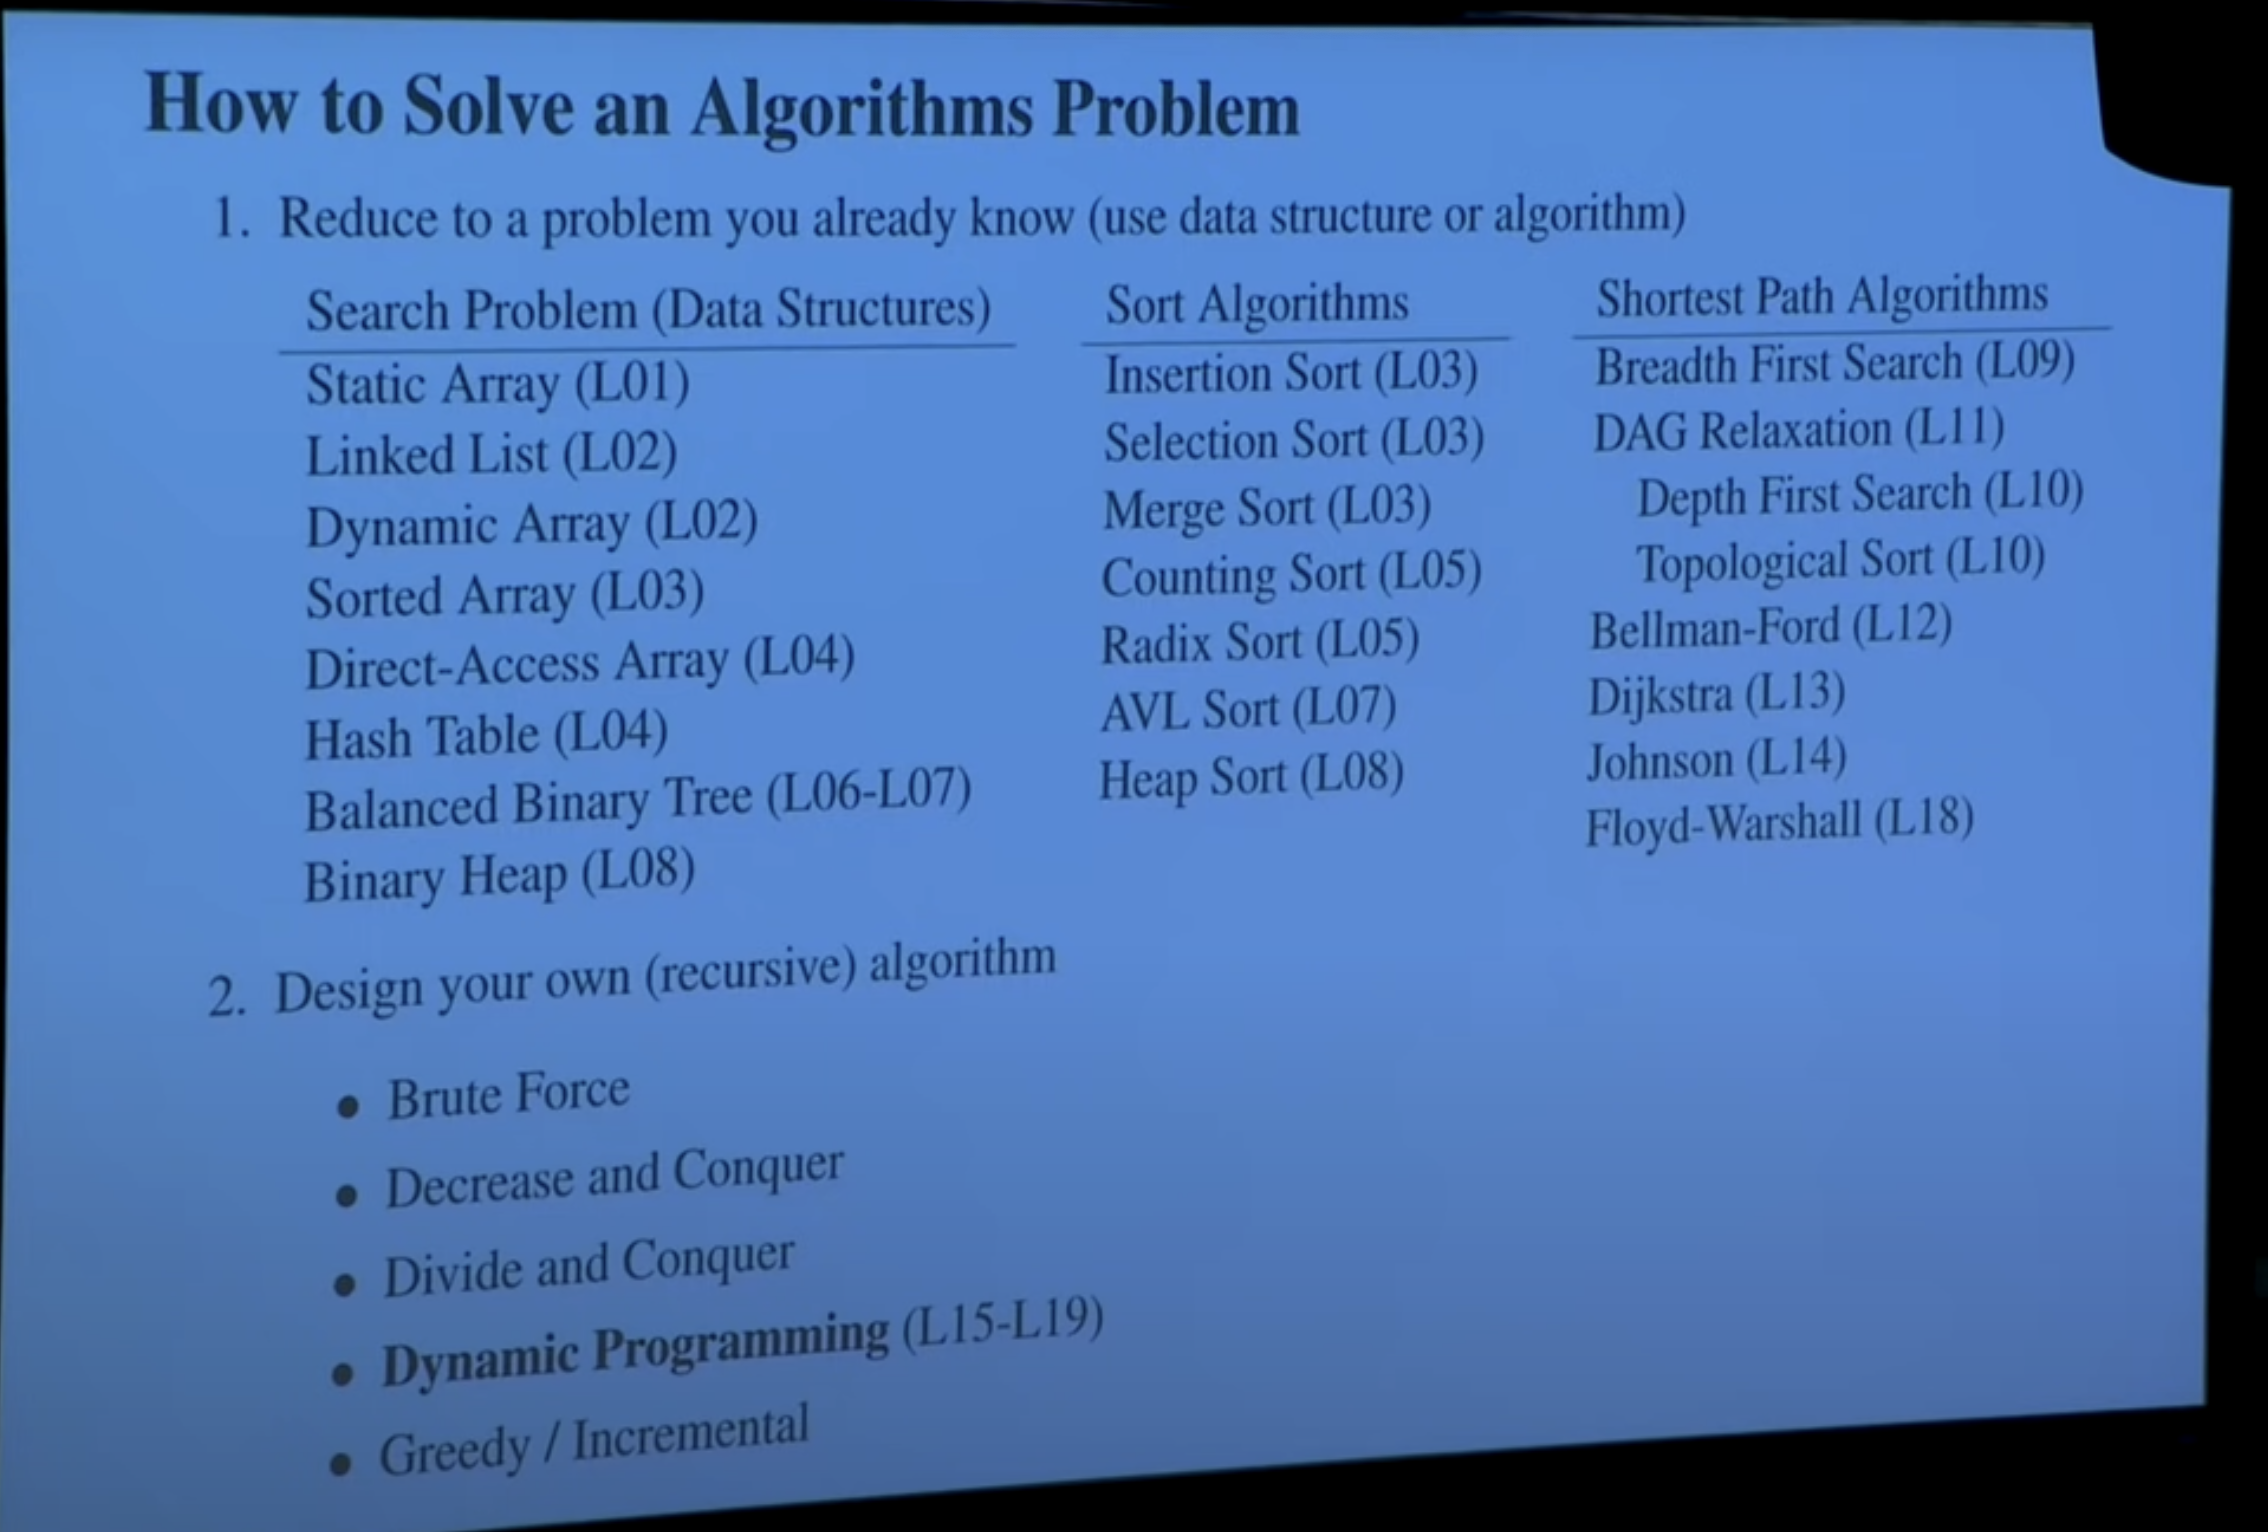 How to Solve an Algorithms Problem
1. Reduce to a problem you already know (use data structure or algorithm)
Search Problem (Data Structures)
Static Array (L01)
Linked List (L02)
Dynamic Array (L02)
Sorted Array (L03)
Direct-Access Array (L04)
Hash Table (L04)
Balanced Binary Tree (L06-L07)
Binary Heap (L08)
Sort Algorithms
Insertion Sort (L03)
Selection Sort (L03)
Merge Sort (L03)
Counting Sort (L05)
Radix Sort (L05)
AVL Sort (L07)
Heap Sort (L08)
Shortest Path Algorithms
Breadth First Search (L09)
DAG Relaxation (L11)
Depth First Search (L10)
Topological Sort (L10)
Bellman-Ford (L12)
Dijkstra (L13)
Johnson (L14)
Floyd-Warshall (L18)
2. Design your own (recursive) algorithm
• Brute Force
• Decrease and Conquer
• Divide and Conquer
• Dynamic Programming (L15-L19)
• Greedy / Incremental